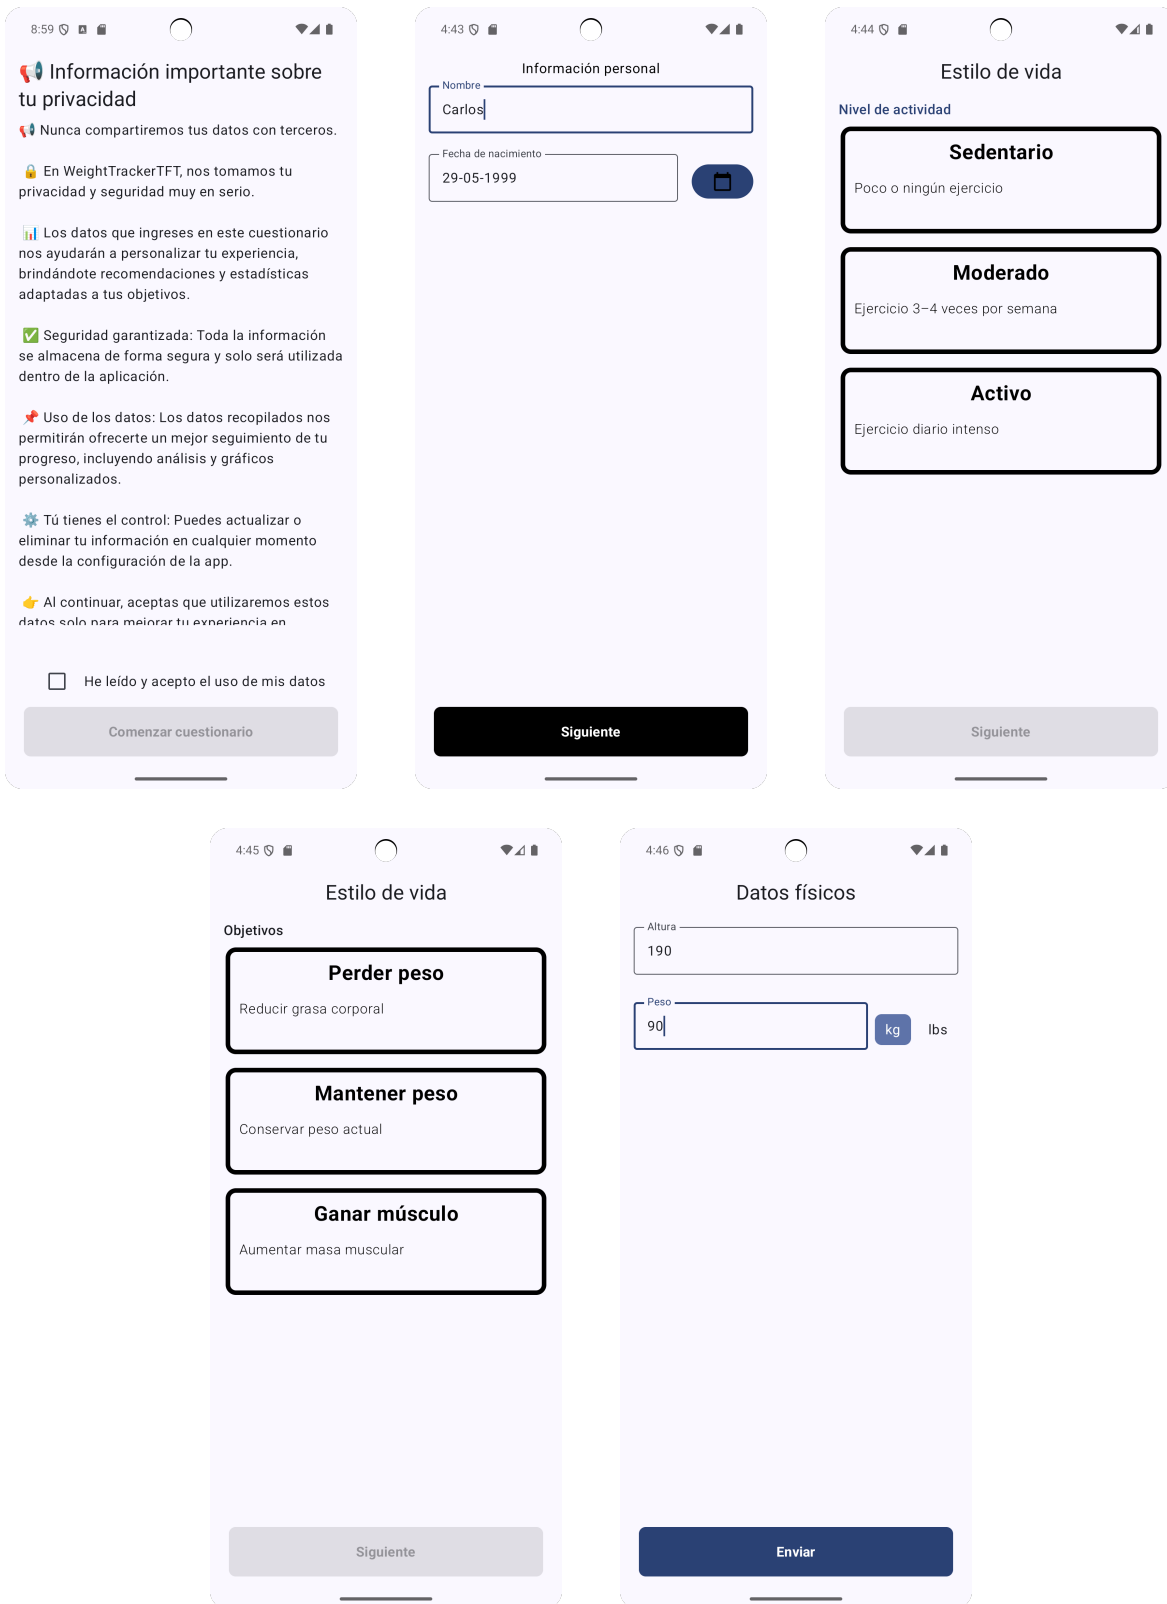 8:59
📢 Información importante sobre
tu privacidad
📢 Nunca compartiremos tus datos con terceros.
🔒 En WeightTrackerTFT, nos tomamos tu
privacidad y seguridad muy en serio.
📊 Los datos que ingreses en este cuestionario
nos ayudarán a personalizar tu experiencia,
brindándote recomendaciones y estadísticas
adaptadas a tus objetivos.
✅ Seguridad garantizada: Toda la información
se almacena de forma segura y solo será utilizada
dentro de la aplicación.
📌 Uso de los datos: Los datos recopilados nos
permitirán ofrecerte un mejor seguimiento de tu
progreso, incluyendo análisis y gráficos
personalizados.
⚙️ Tú tienes el control: Puedes actualizar o
eliminar tu información en cualquier momento
desde la configuración de la app.
👉 Al continuar, aceptas que utilizaremos estos
datos solo para mejorar tu experiencia en
He leído y acepto el uso de mis datos
Comenzar cuestionario
4:43
Información personal
Nombre
Carlos
Fecha de nacimiento
29-05-1999
Siguiente
4:44
Estilo de vida
Nivel de actividad
Sedentario
Poco o ningún ejercicio
Moderado
Ejercicio 3–4 veces por semana
Activo
Ejercicio diario intenso
Siguiente
4:45
Estilo de vida
Objetivos
Perder peso
Reducir grasa corporal
Mantener peso
Conservar peso actual
Ganar músculo
Aumentar masa muscular
Siguiente
4:46
Datos físicos
Altura
190
Peso
90
kg lbs
Enviar